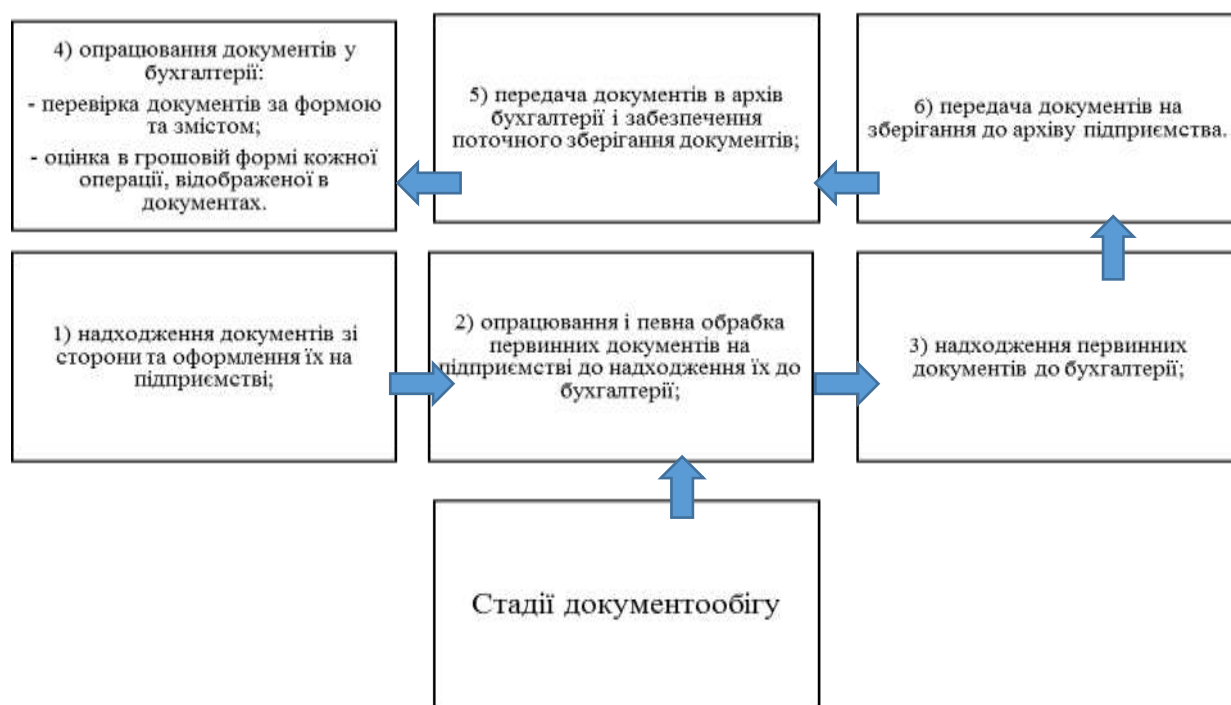 4) опрацювання документів у
бухгалтерії:
- перевірка документів за формою
та змістом;
- оцінка в грошовій формі кожної
операції, відображеної в
документах.
5) передача документів в архів
бухгалтерії і забезпечення
поточного зберігання документів;
6) передача документів на
зберігання до архіву підприємства.
1) надходження документів зі
сторони та оформлення їх на
підприємстві;
2) опрацювання і певна обрабка
первинних документів на
підприємстві до надходження їх до
бухгалтерії;
3) надходження первинних
документів до бухгалтерії;
Стадії документообігу